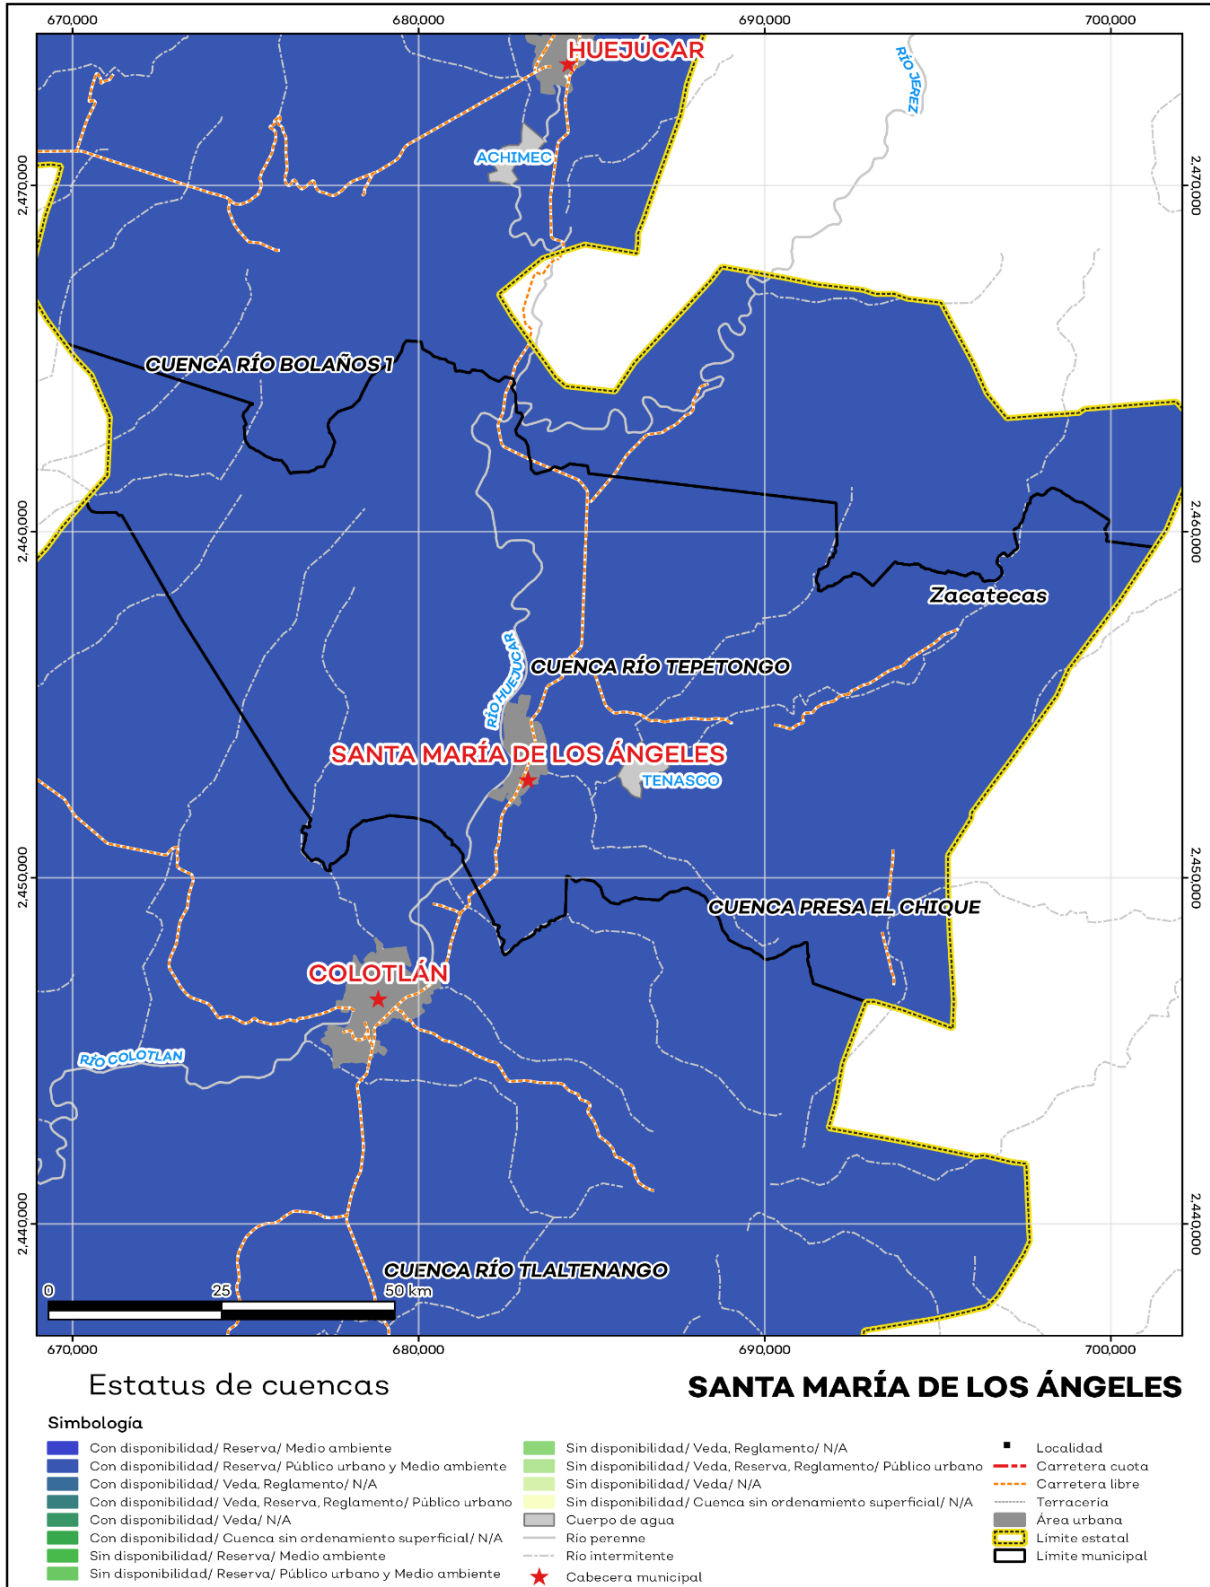 670,000
680,000
690,000
700,000
HUEJÚCAR
RÍO JEREZ
ACHIMEC
2,470,000
2,470,000
CUENCA RÍO BOLAÑOS 1
2,460,000
2,460,000
Zacatecas
RÍO HUEJUCAR
CUENCA RÍO TEPETONGO
SANTA MARÍA DE LOS ÁNGELES
TENASCO
2,450,000
2,450,000
CUENCA PRESA EL CHIQUE
COLOTLÁN
RÍO COLOTLAN
2,440,000
2,440,000
CUENCA RÍO TLALTENANGO
0
25
50 km
670,000
680,000
690,000
700,000
Estatus de cuencas
SANTA MARÍA DE LOS ÁNGELES
Simbología
Con disponibilidad/ Reserva/ Medio ambiente
Con disponibilidad/ Reserva/ Público urbano y Medio ambiente
Con disponibilidad/ Veda, Reglamento/ N/A
Con disponibilidad/ Veda, Reserva, Reglamento/ Público urbano
Con disponibilidad/ Veda/ N/A
Con disponibilidad/ Cuenca sin ordenamiento superficial/ N/A
Sin disponibilidad/ Reserva/ Medio ambiente
Sin disponibilidad/ Reserva/ Público urbano y Medio ambiente
Sin disponibilidad/ Veda, Reglamento/ N/A
Sin disponibilidad/ Veda, Reserva, Reglamento/ Público urbano
Sin disponibilidad/ Veda/ N/A
Sin disponibilidad/ Cuenca sin ordenamiento superficial/ N/A
Cuerpo de agua
Río perenne
Río intermitente
Cabecera municipal
Localidad
Carretera cuota
Carretera libre
Terracería
Área urbana
Límite estatal
Límite municipal